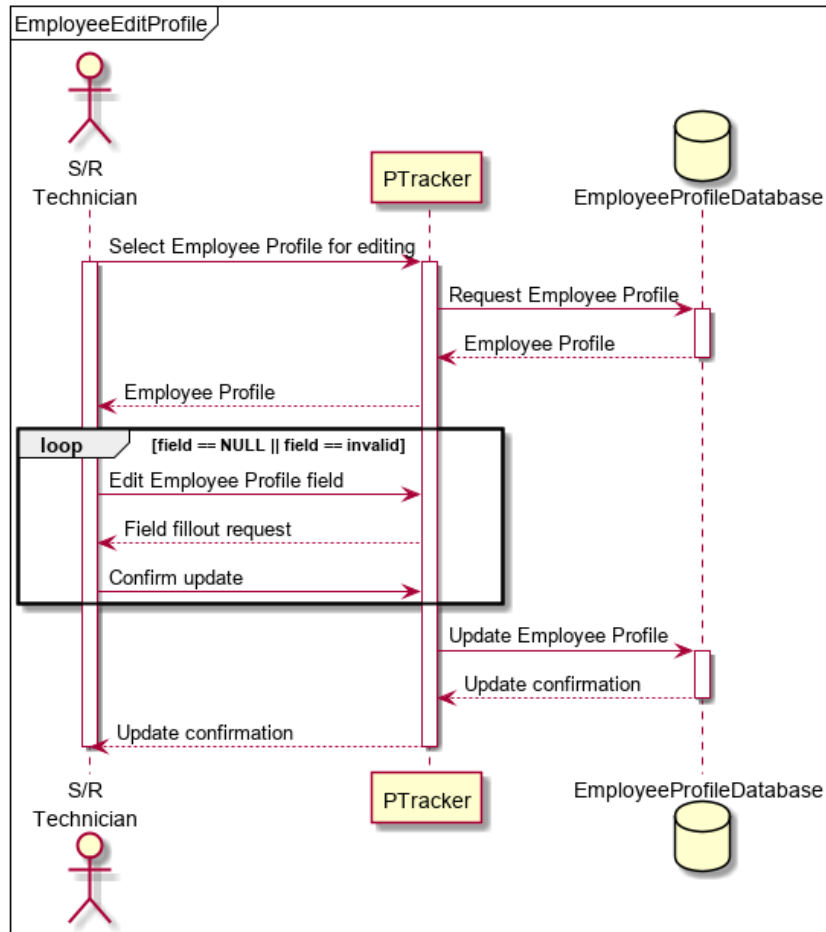 EmployeeEditProfile
S/R
Technician
PTracker
EmployeeProfileDatabase
Select Employee Profile for editing
Request Employee Profile
Employee Profile
Employee Profile
loop
[field == NULL || field == invalid]
Edit Employee Profile field
Field fillout request
Confirm update
Update Employee Profile
Update confirmation
Update confirmation
S/R
Technician
PTracker
EmployeeProfileDatabase